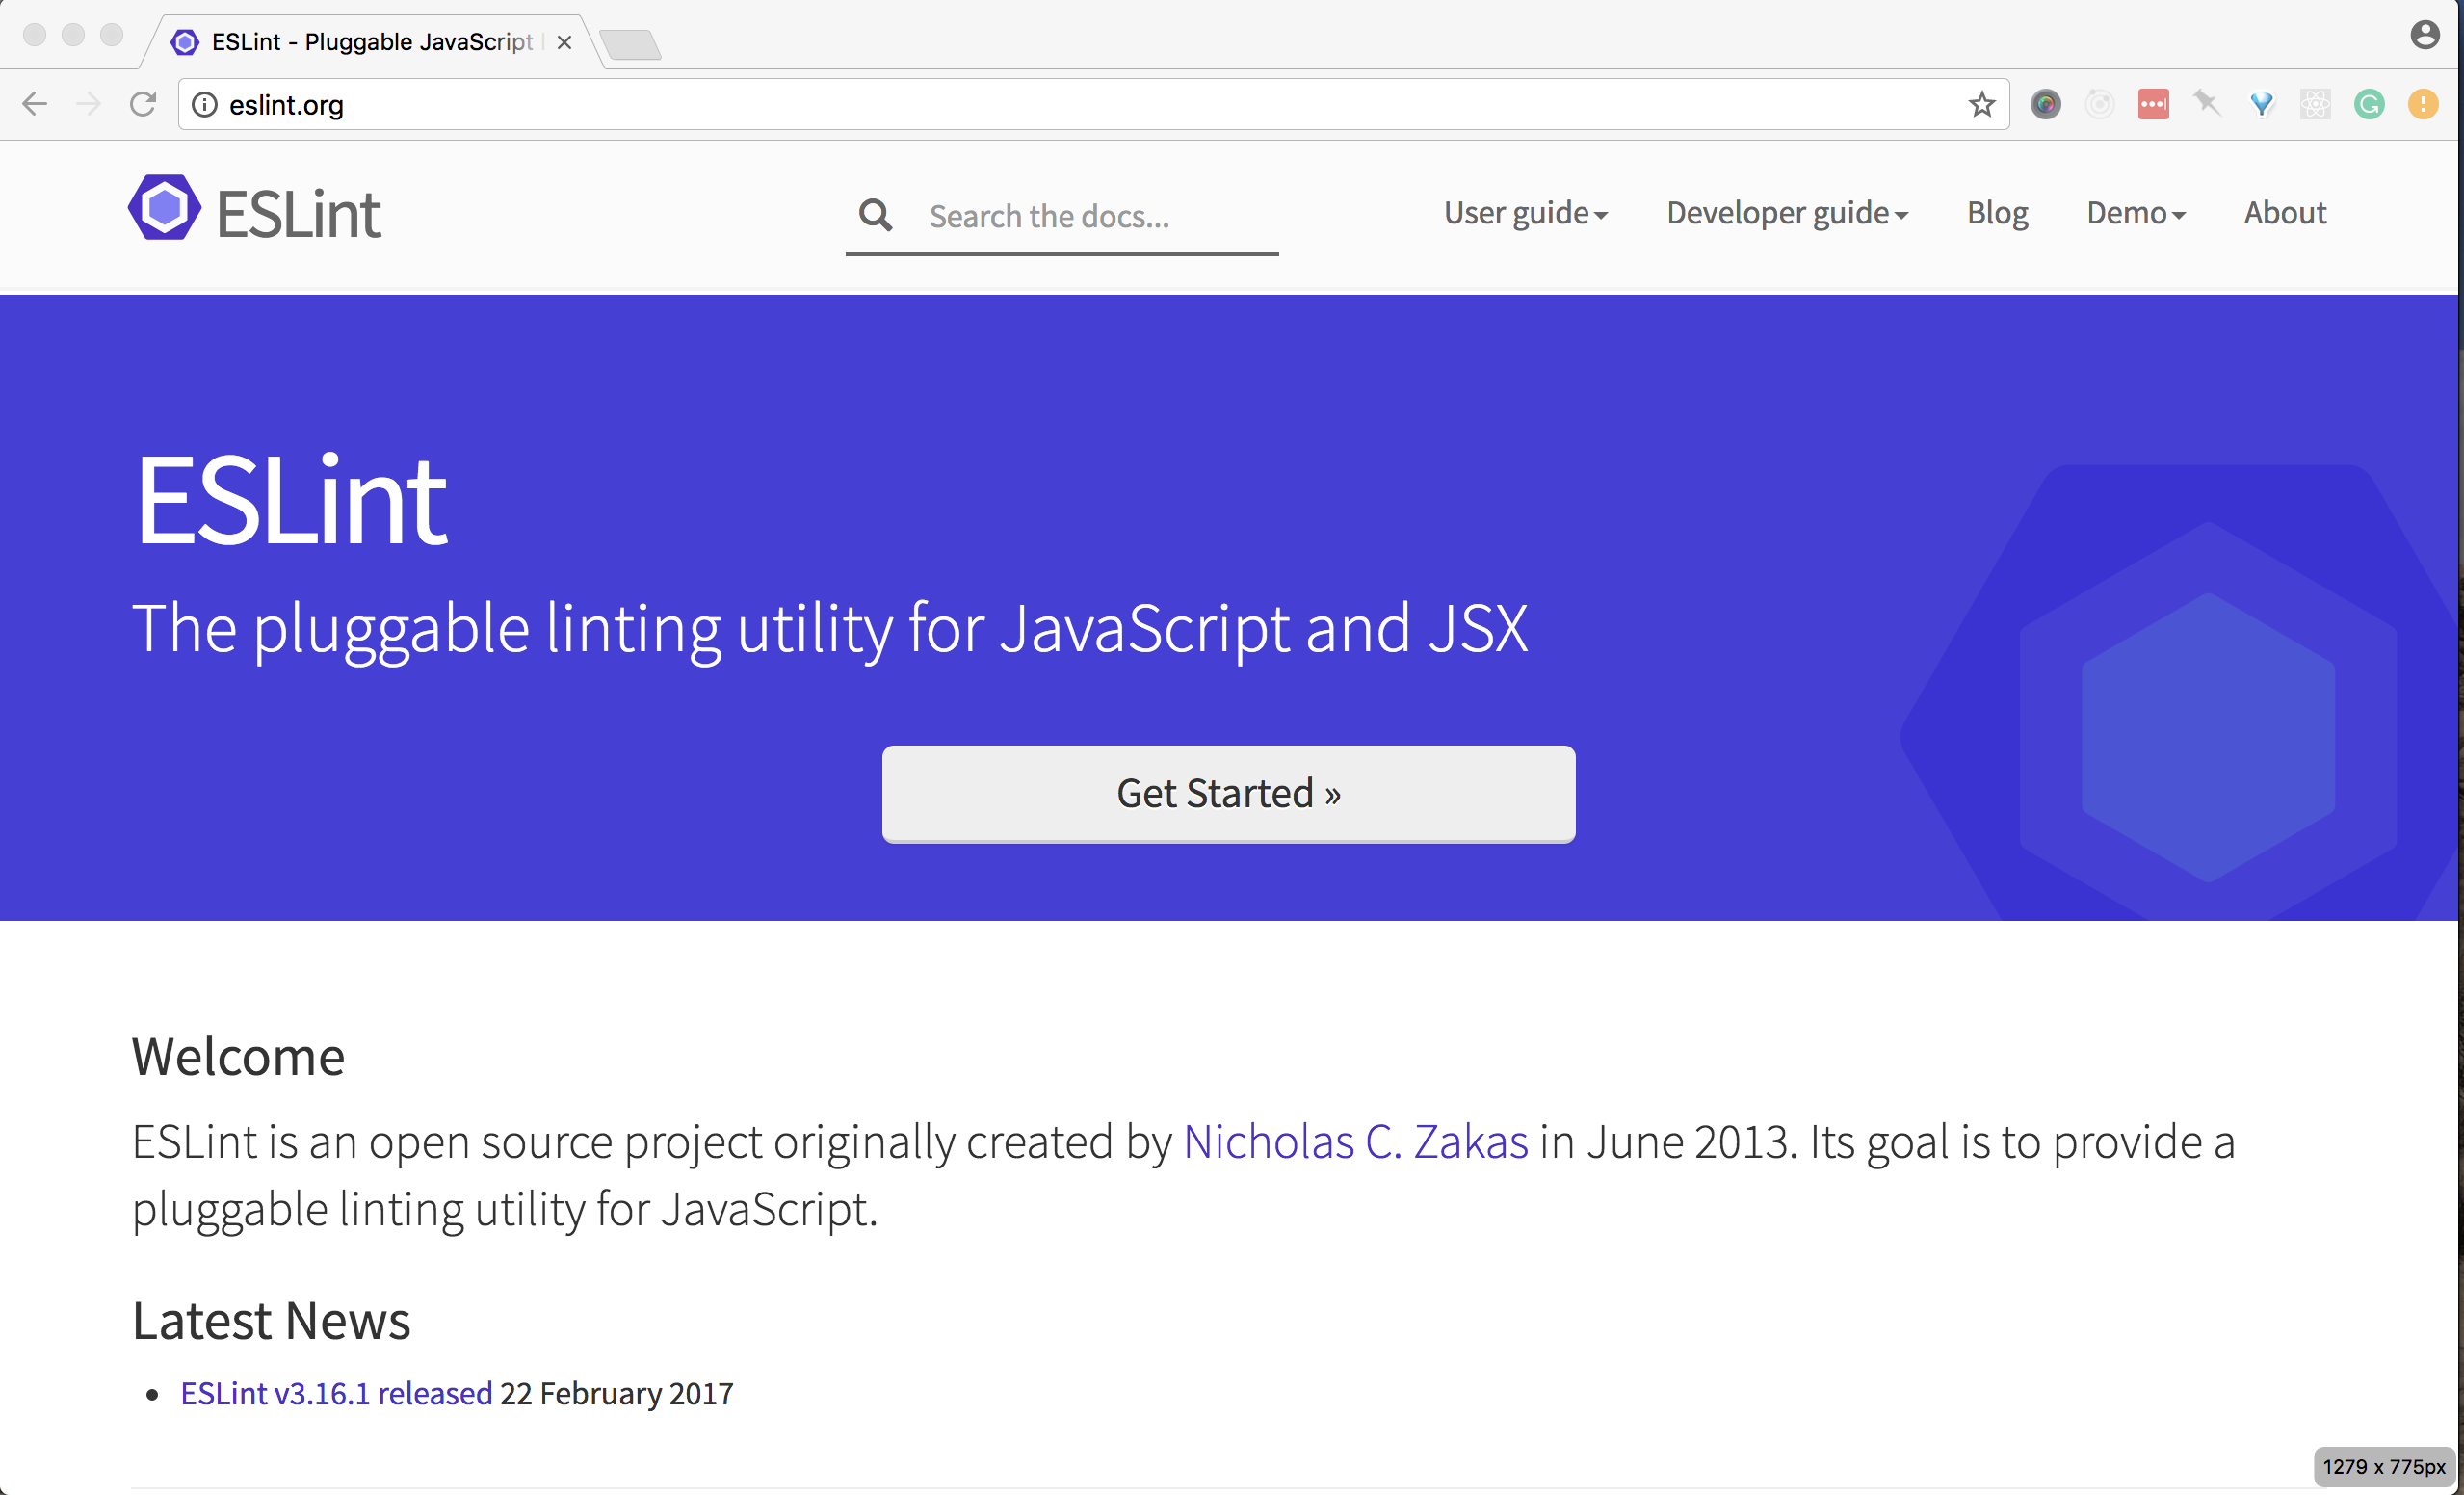 ESLint - Pluggable JavaScript
eslint.org
ESLint
Search the docs...
User guide
Developer guide
Blog
Demo
About
ESLint
The pluggable linting utility for JavaScript and JSX
Get Started »
Welcome
ESLint is an open source project originally created by Nicholas C. Zakas in June 2013. Its goal is to provide a
pluggable linting utility for JavaScript.
Latest News
• ESLint v3.16.1 released 22 February 2017
1279 x 775px